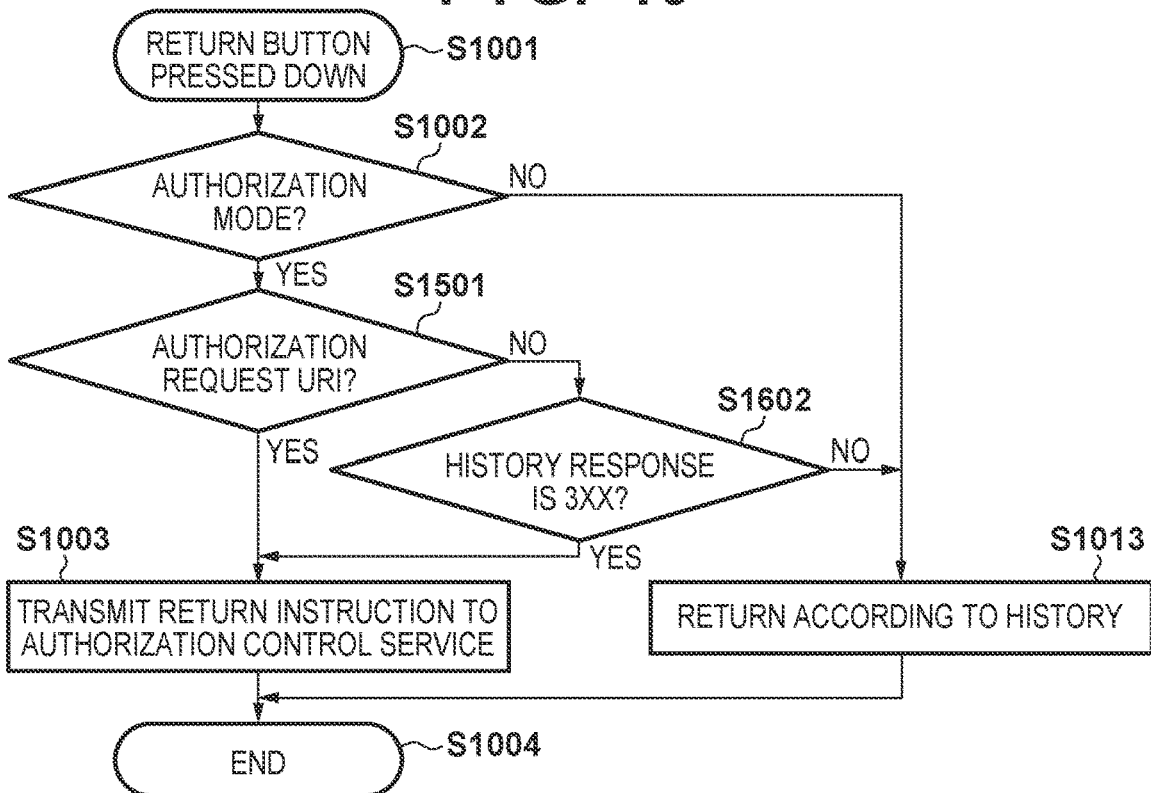 RETURN BUTTON
PRESSED DOWN
S1001
S1002
AUTHORIZATION
MODE?
NO
YES
S1501
AUTHORIZATION
REQUEST URI?
NO
YES
S1602
HISTORY RESPONSE
IS 3XX?
NO
YES
S1003
TRANSMIT RETURN INSTRUCTION TO
AUTHORIZATION CONTROL SERVICE
S1013
RETURN ACCORDING TO HISTORY
END
S1004